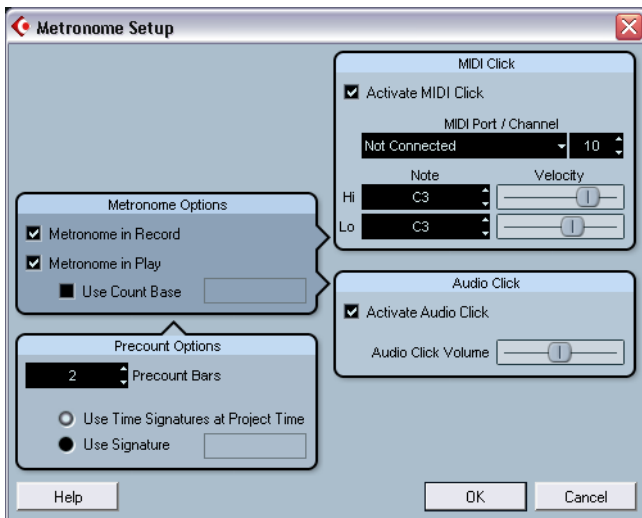 Metronome Setup
MIDI Click
Activate MIDI Click
MIDI Port / Channel
Not Connected 10
Note Velocity
Hi C3
Lo C3
Metronome Options
Metronome in Record
Metronome in Play
Use Count Base
Audio Click
Activate Audio Click
Audio Click Volume
Precount Options
2 Precount Bars
Use Time Signatures at Project Time
Use Signature
Help OK Cancel